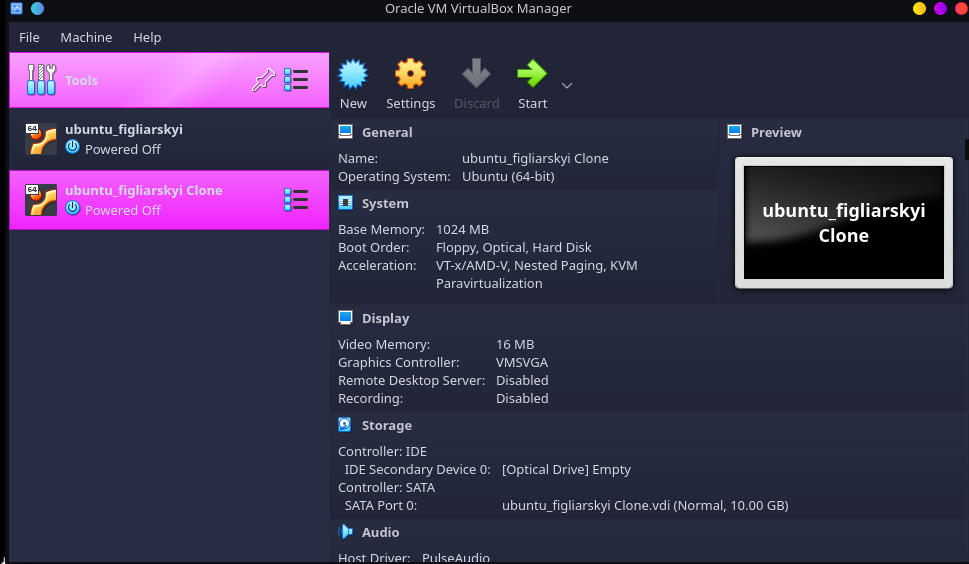 Oracle VM VirtualBox Manager
File Machine Help
Tools
New Settings Discard Start
64
ubuntu_figliarskyi
Powered Off
64
ubuntu_figliarskyi Clone
Powered Off
General
Name: ubuntu_figliarskyi Clone
Operating System: Ubuntu (64-bit)
System
Base Memory: 1024 MB
Boot Order: Floppy, Optical, Hard Disk
Acceleration: VT-x/AMD-V, Nested Paging, KVM
Paravirtualization
Preview
ubuntu_figliarskyi
Clone
Display
Video Memory: 16 MB
Graphics Controller: VMSVGA
Remote Desktop Server: Disabled
Recording: Disabled
Storage
Controller: IDE
IDE Secondary Device 0: [Optical Drive] Empty
Controller: SATA
SATA Port 0: ubuntu_figliarskyi Clone.vdi (Normal, 10.00 GB)
Audio
Host Driver: PulseAudio